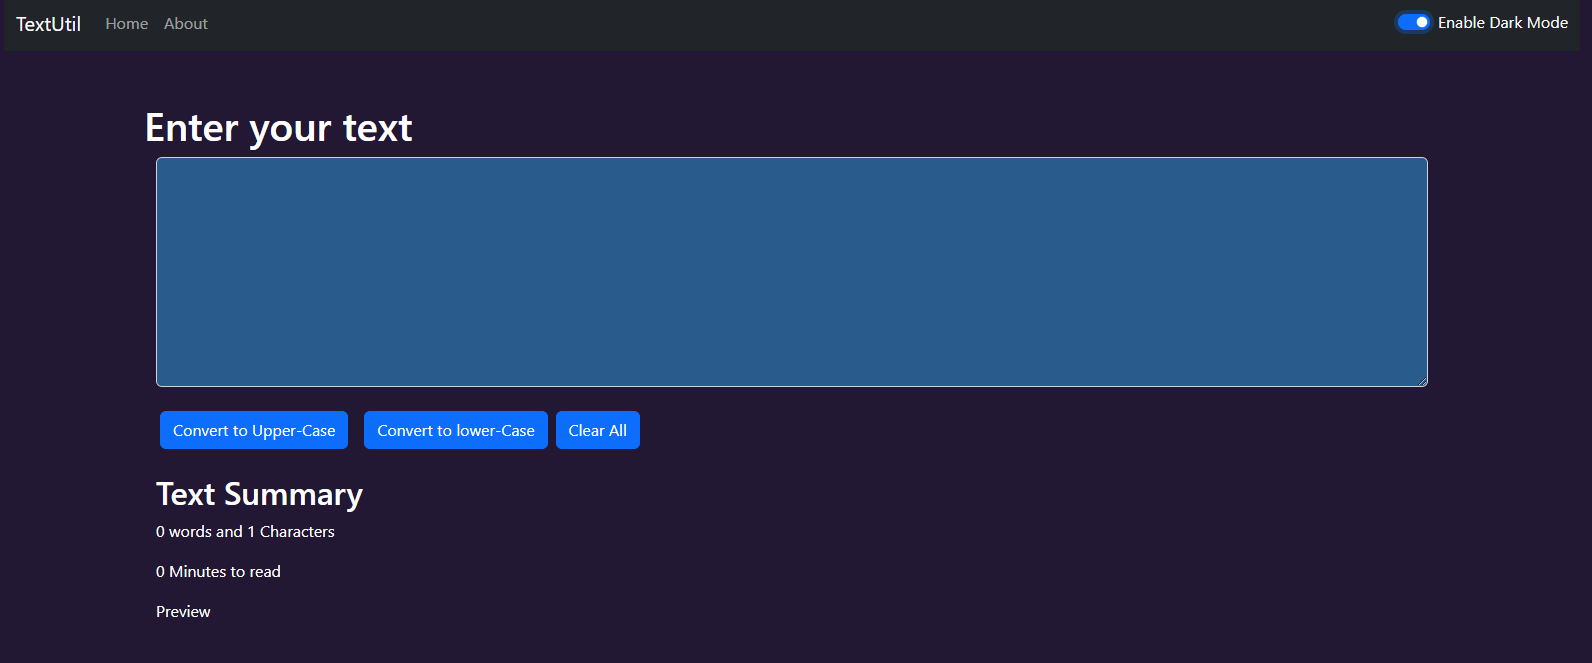 TextUtil Home About Enable Dark Mode
Enter your text
Convert to Upper-Case Convert to lower-Case Clear All
Text Summary
0 words and 1 Characters
0 Minutes to read
Preview